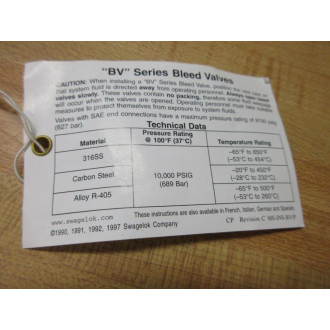 "BV" Series Bleed Valves
CAUTION: When installing a "BV" Series Bleed Valve, position the vent tube so
that system fluid is directed away from operating personnel. Always open bleed
valves slowly. These valves contain no packing, therefore some fluid
will occur when the valves are opened. Operating personnel must take suitable
measures to protect themselves from exposure to system fluids.
Valves with SAE end connections have a maximum pressure rating of psig
(627 bar).
Technical Data
Material Pressure Rating @ 100°F (37°C) Temperature Rating
316SS 10,000 PSIG (689 Bar) –65°F to 850°F (–53°C to 454°C)
Carbon Steel –20°F to 450°F (–28°C to 232°C)
Alloy R-405 –65°F to 500°F (–53°C to 260°C)
These instructions are also available in French, Italian, German and Spanish.
www.swagelok.com
CP Revision C
©1990, 1991, 1992, 1997 Swagelok Company